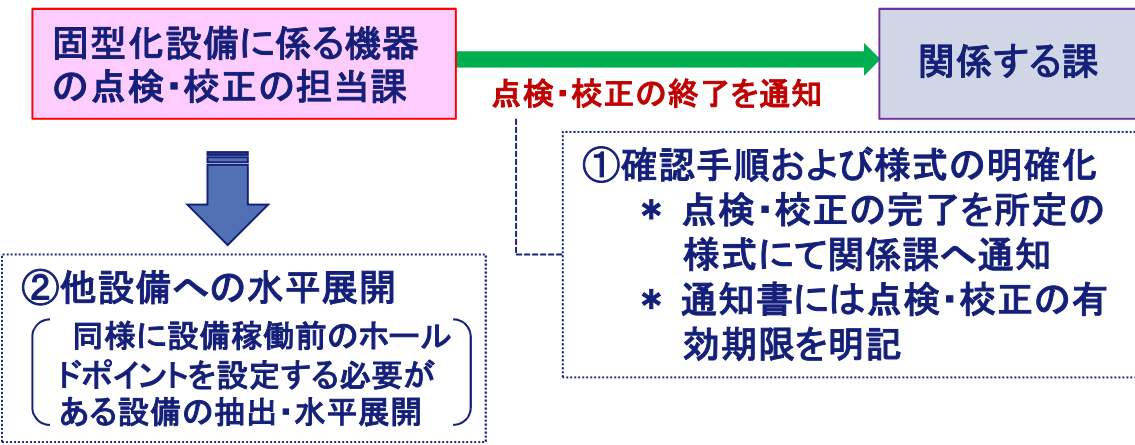 固型化設備に係る機器
の点検・校正の担当課
点検・校正の終了を通知
関係する課
①確認手順および様式の明確化
＊ 点検・校正の完了を所定の
様式にて関係課へ通知
＊ 通知書には点検・校正の有
効期限を明記
②他設備への水平展開
同様に設備稼働前のホール
ドポイントを設定する必要が
ある設備の抽出・水平展開